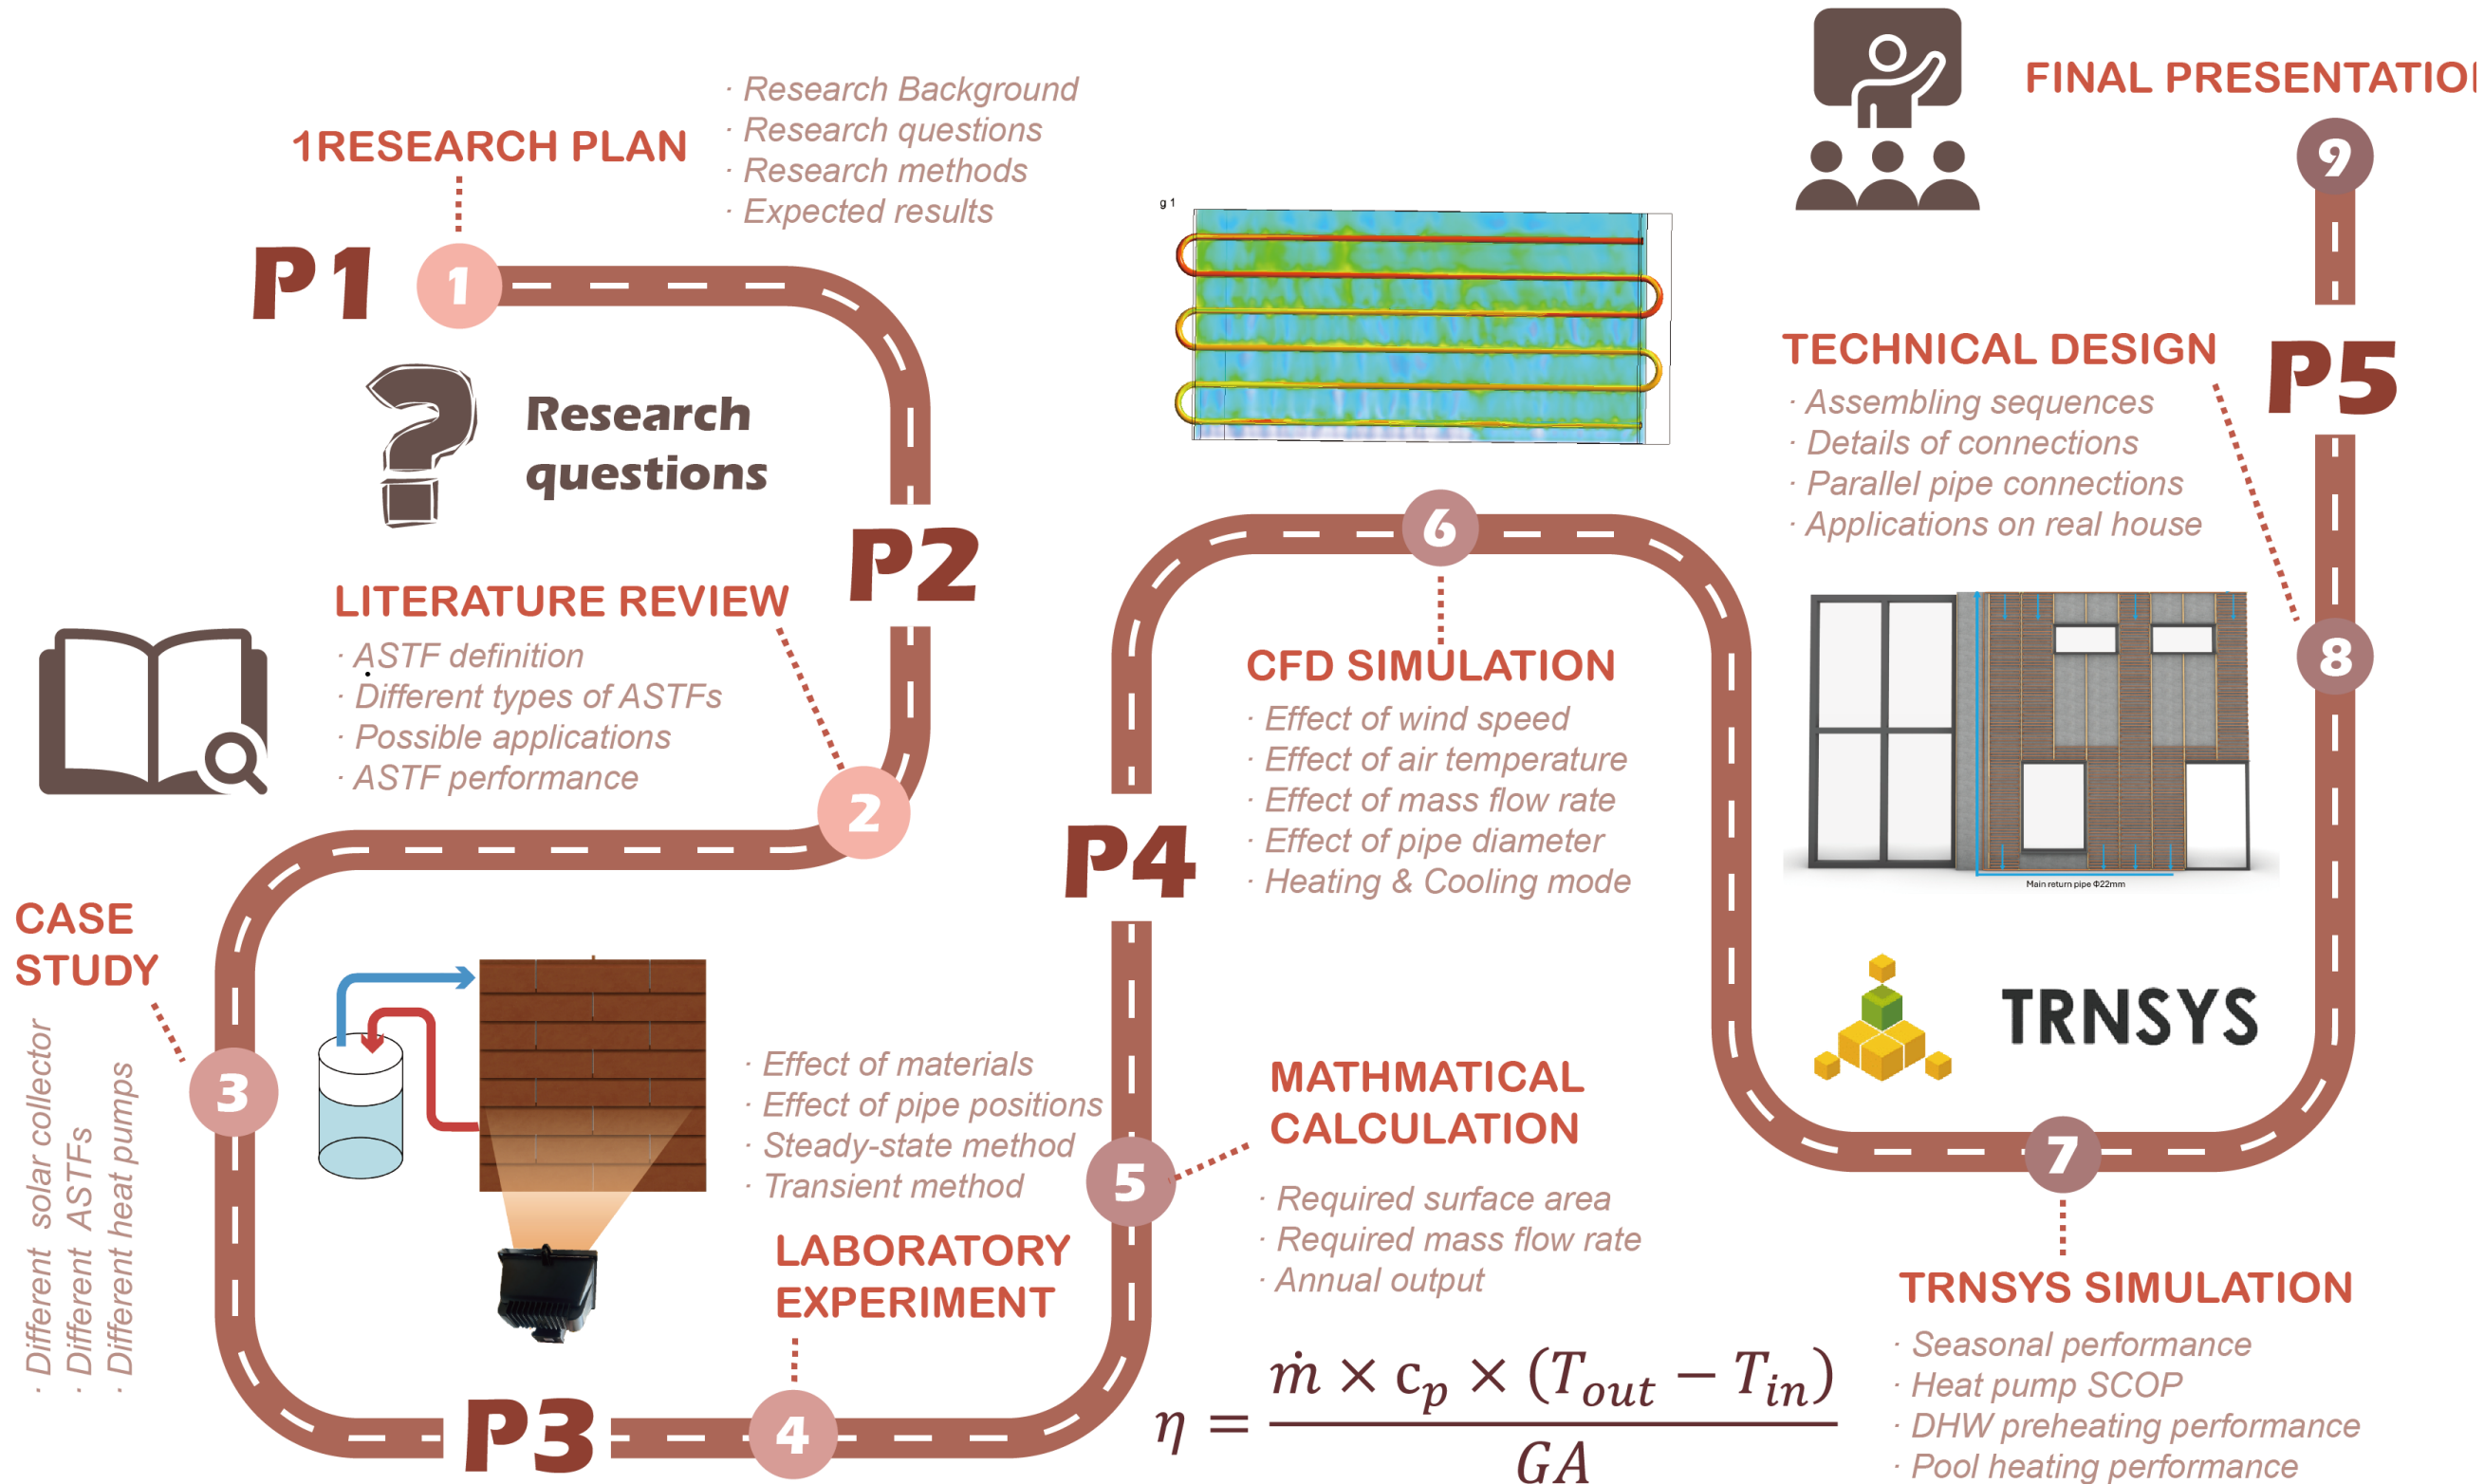 1RESEARCH PLAN
· Research Background
· Research questions
· Research methods
· Expected results
P1
1
Research
questions
P2
LITERATURE REVIEW
· ASTF definition
· Different types of ASTFs
· Possible applications
· ASTF performance
2
CASE
STUDY
3
· Different solar collector
· Different ASTFs
· Different heat pumps
P3
· Effect of materials
· Effect of pipe positions
· Steady-state method
· Transient method
LABORATORY
EXPERIMENT
4
P4
5
MATHMATICAL
CALCULATION
· Required surface area
· Required mass flow rate
· Annual output
η = ṁ × c_p × (T_out − T_in) / GA
g 1
6
CFD SIMULATION
· Effect of wind speed
· Effect of air temperature
· Effect of mass flow rate
· Effect of pipe diameter
· Heating & Cooling mode
7
TRNSYS
TRNSYS SIMULATION
· Seasonal performance
· Heat pump SCOP
· DHW preheating performance
· Pool heating performance
TECHNICAL DESIGN
· Assembling sequences
· Details of connections
· Parallel pipe connections
· Applications on real house
8
Main return pipe Φ22mm
P5
9
FINAL PRESENTATION